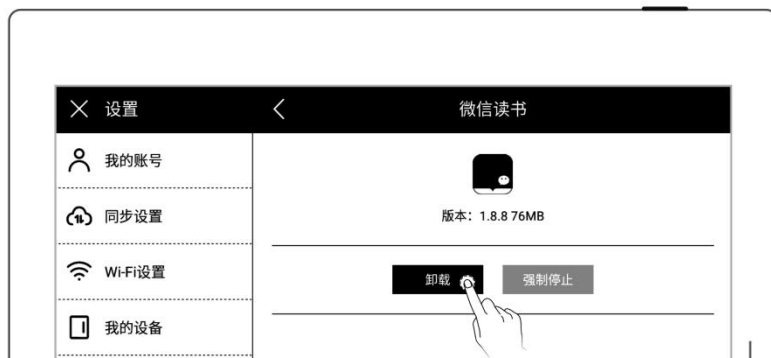 设置
微信读书
我的账号
同步设置
Wi-Fi设置
我的设备
版本：1.8.8 76MB
卸载
强制停止